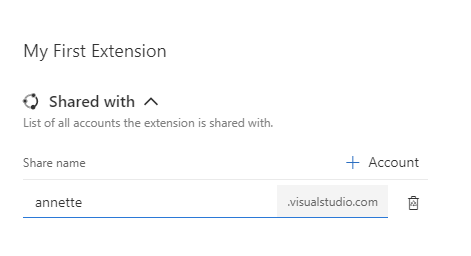 My First Extension
Shared with
List of all accounts the extension is shared with.
Share name
+ Account
annette
.visualstudio.com